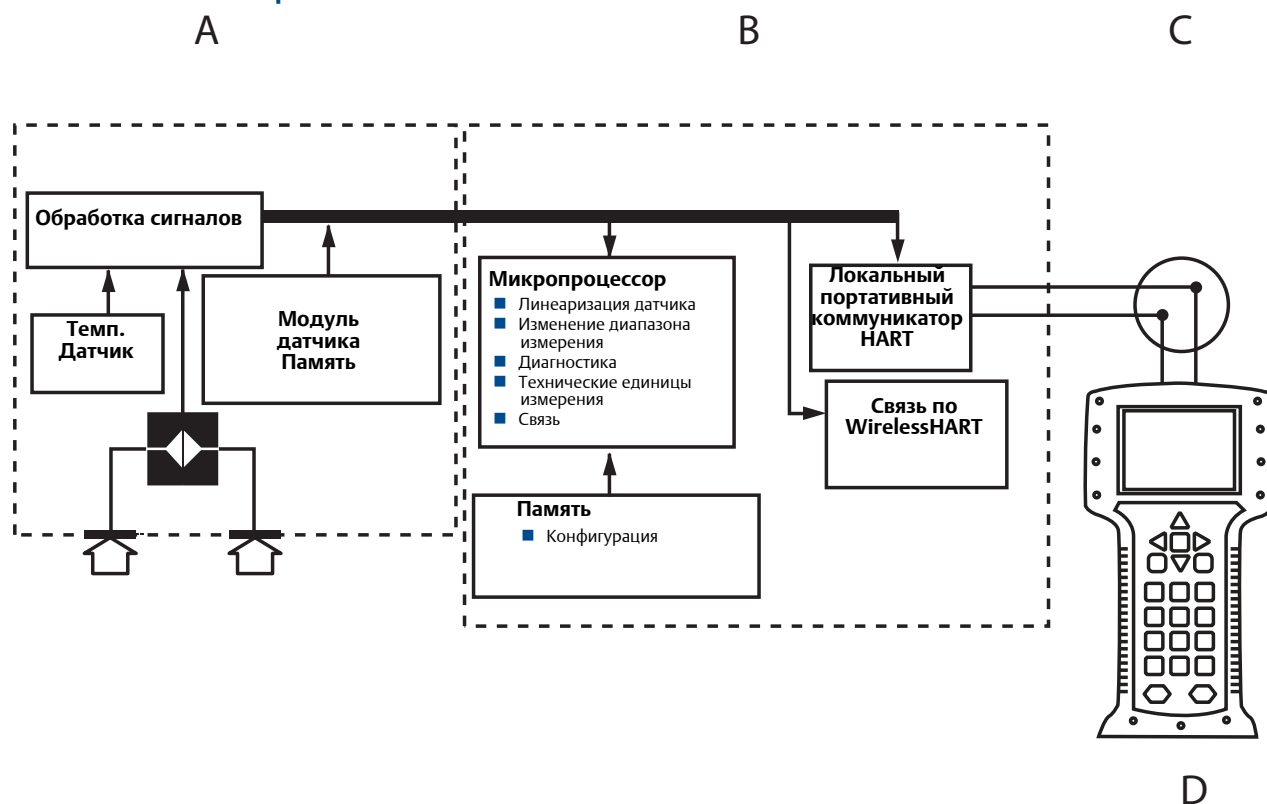 A
B
C
Обработка сигналов
Темп.
Датчик
Модуль
датчика
Память
Микропроцессор
Линеаризация датчика
Изменение диапазона
измерения
Диагностика
Технические единицы
измерения
Связь
Память
Конфигурация
Локальный
портативный
коммуникатор
HART
Связь по
WirelessHART
D